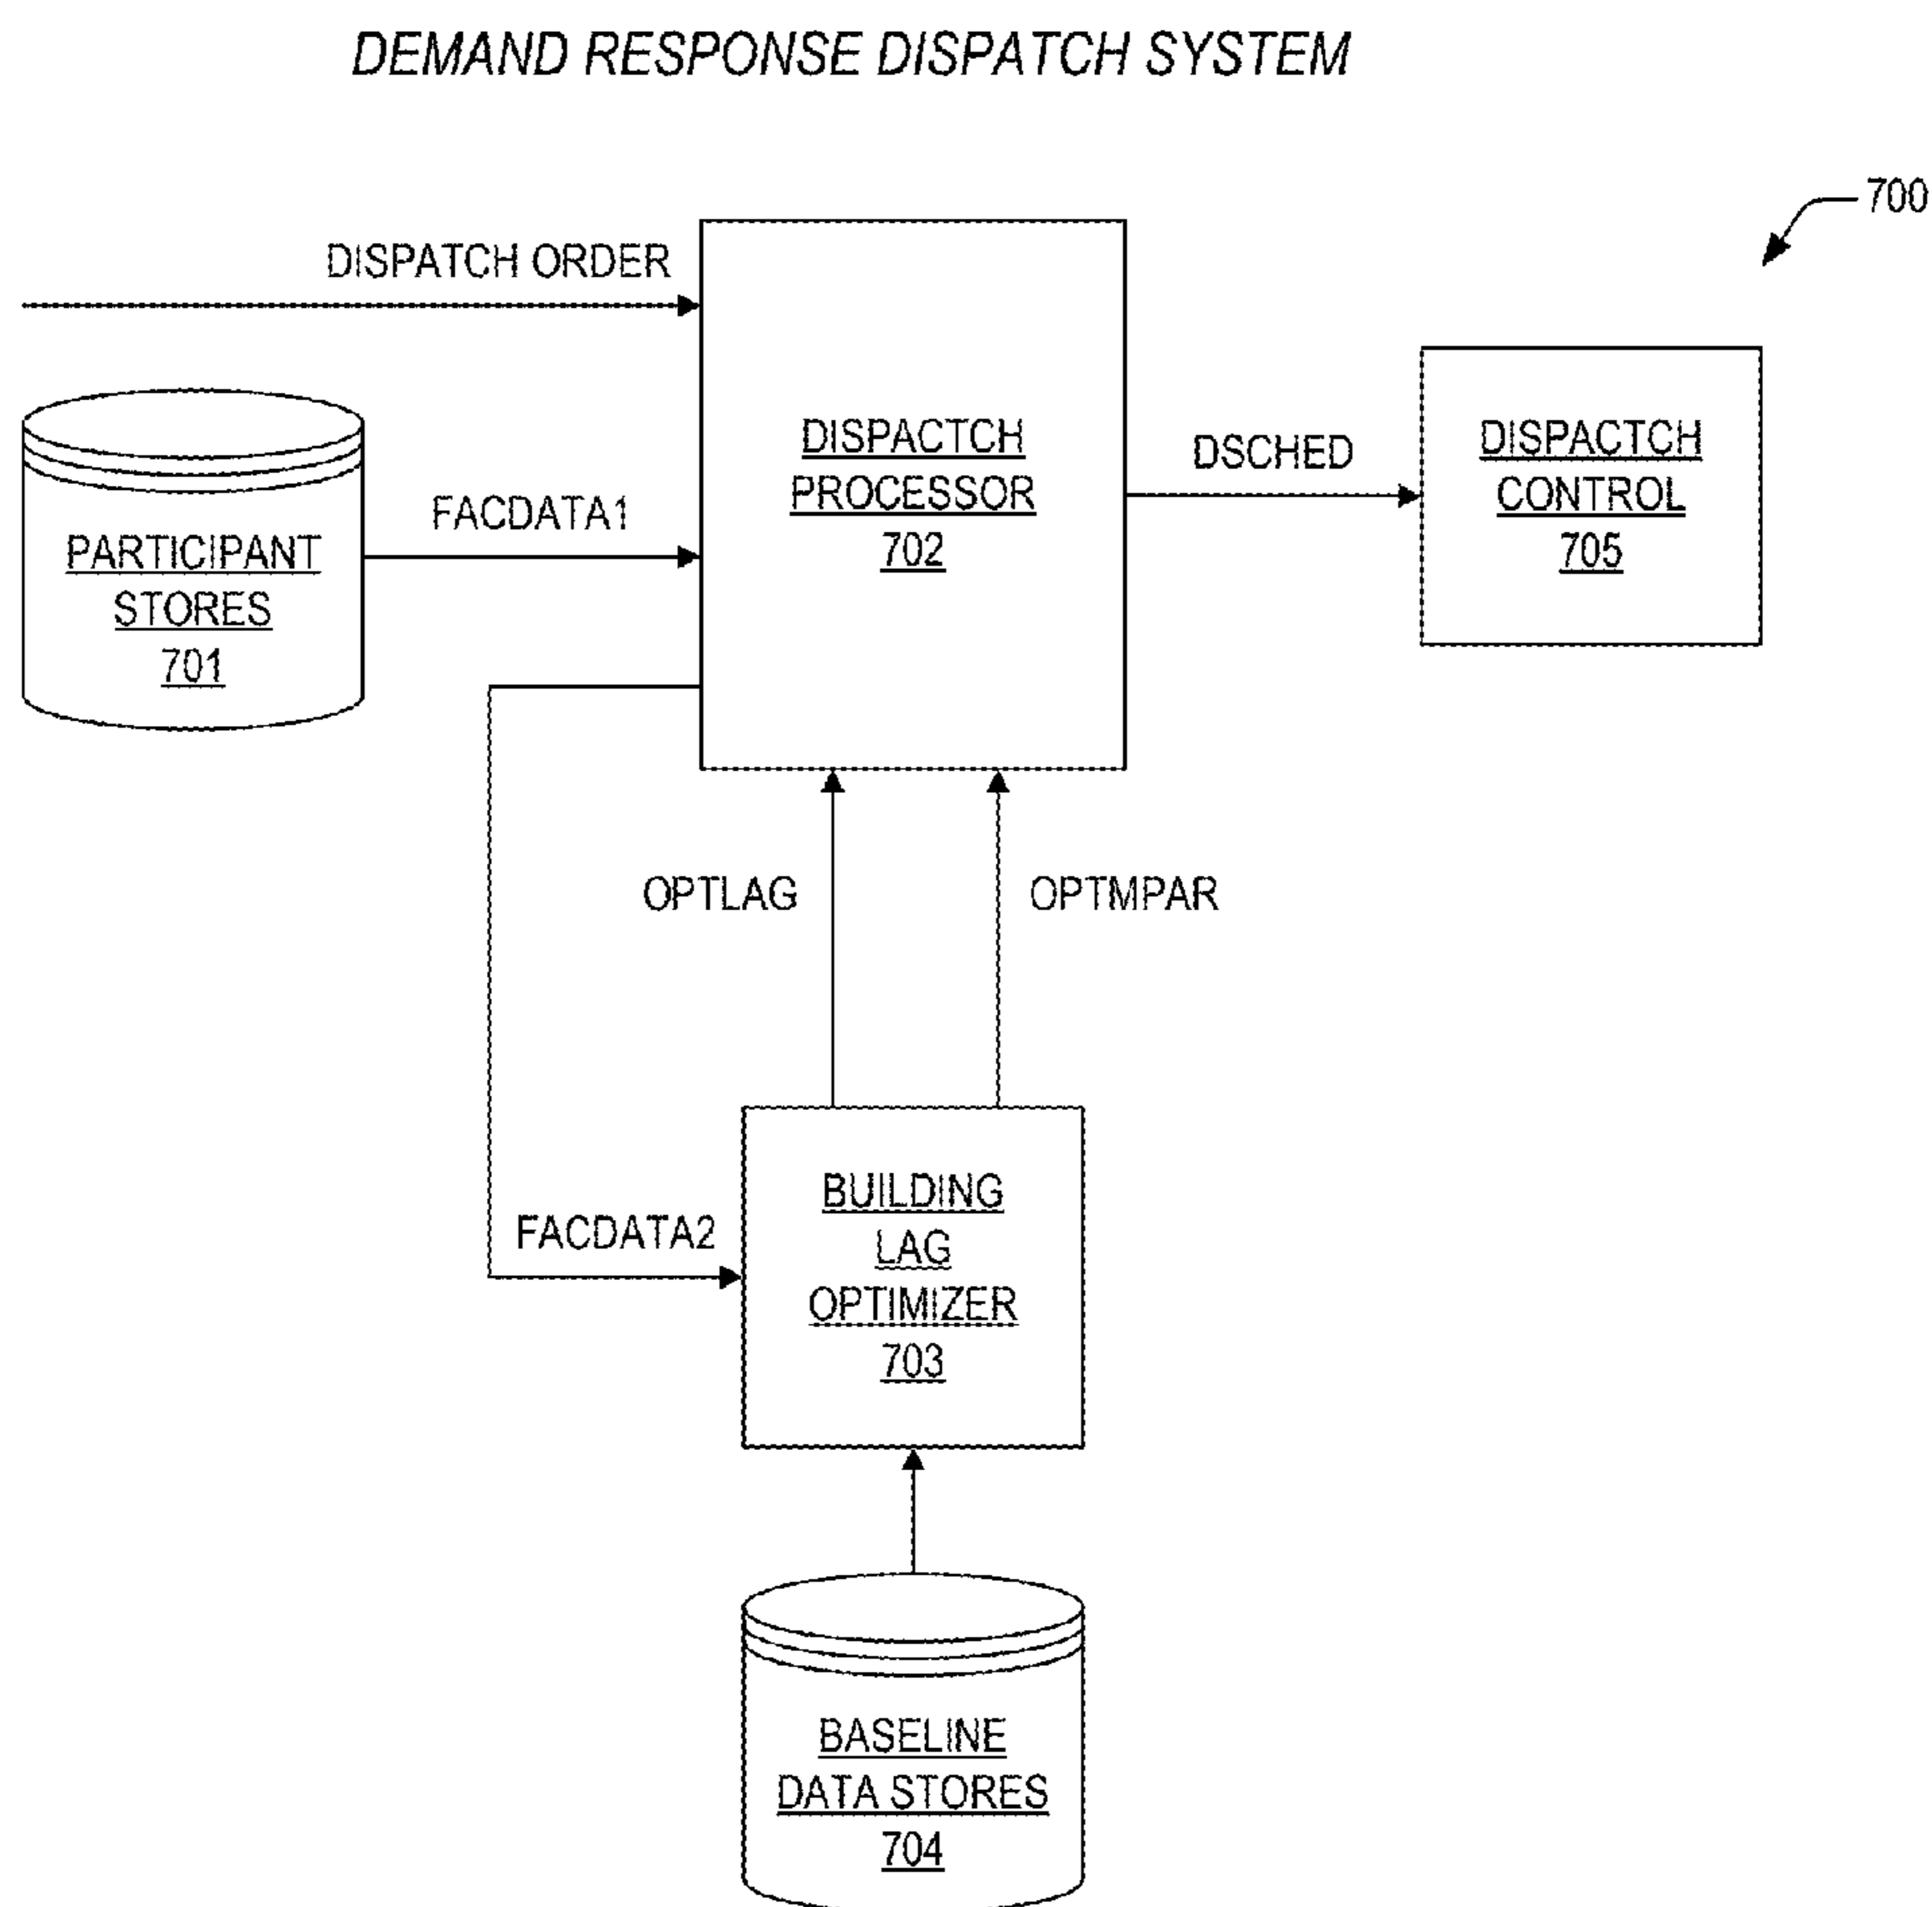 DEMAND RESPONSE DISPATCH SYSTEM
700
DISPATCH ORDER
PARTICIPANT
STORES
701
FACDATA1
DISPACTCH
PROCESSOR
702
DSCHED
DISPACTCH
CONTROL
705
OPTLAG
OPTMPAR
FACDATA2
BUILDING
LAG
OPTIMIZER
703
BASELINE
DATA STORES
704